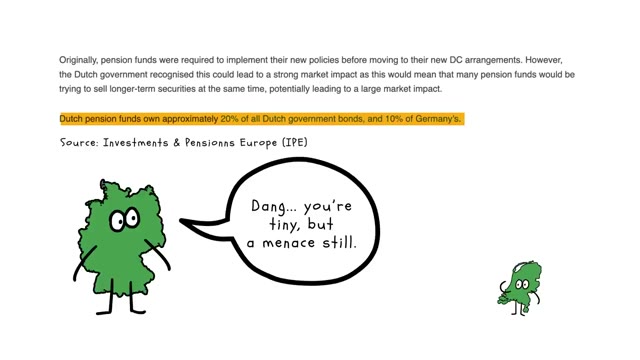 Originally, pension funds were required to implement their new policies before moving to their new DC arrangements. However,
the Dutch government recognised this could lead to a strong market impact as this would mean that many pension funds would be
trying to sell longer-term securities at the same time, potentially leading to a large market impact.
Dutch pension funds own approximately 20% of all Dutch government bonds, and 10% of Germany's.
Source: Investments & Pensionns Europe (IPE)
Dang... you're
tiny, but
a menace still.